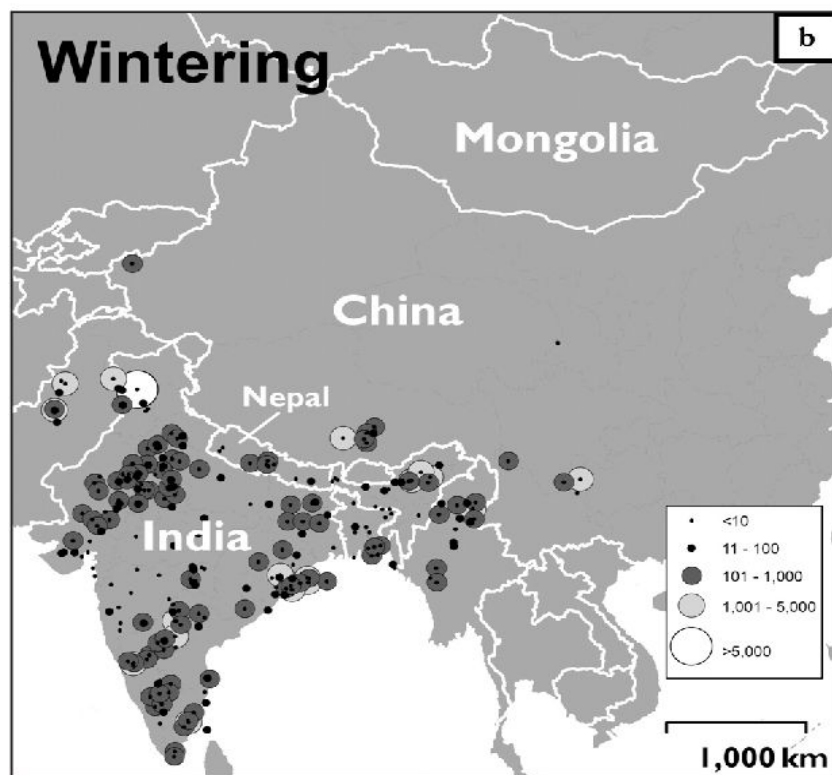 b
Wintering
Mongolia
China
Nepal
India
<10
11 - 100
101 - 1,000
1,001 - 5,000
>5,000
1,000 km